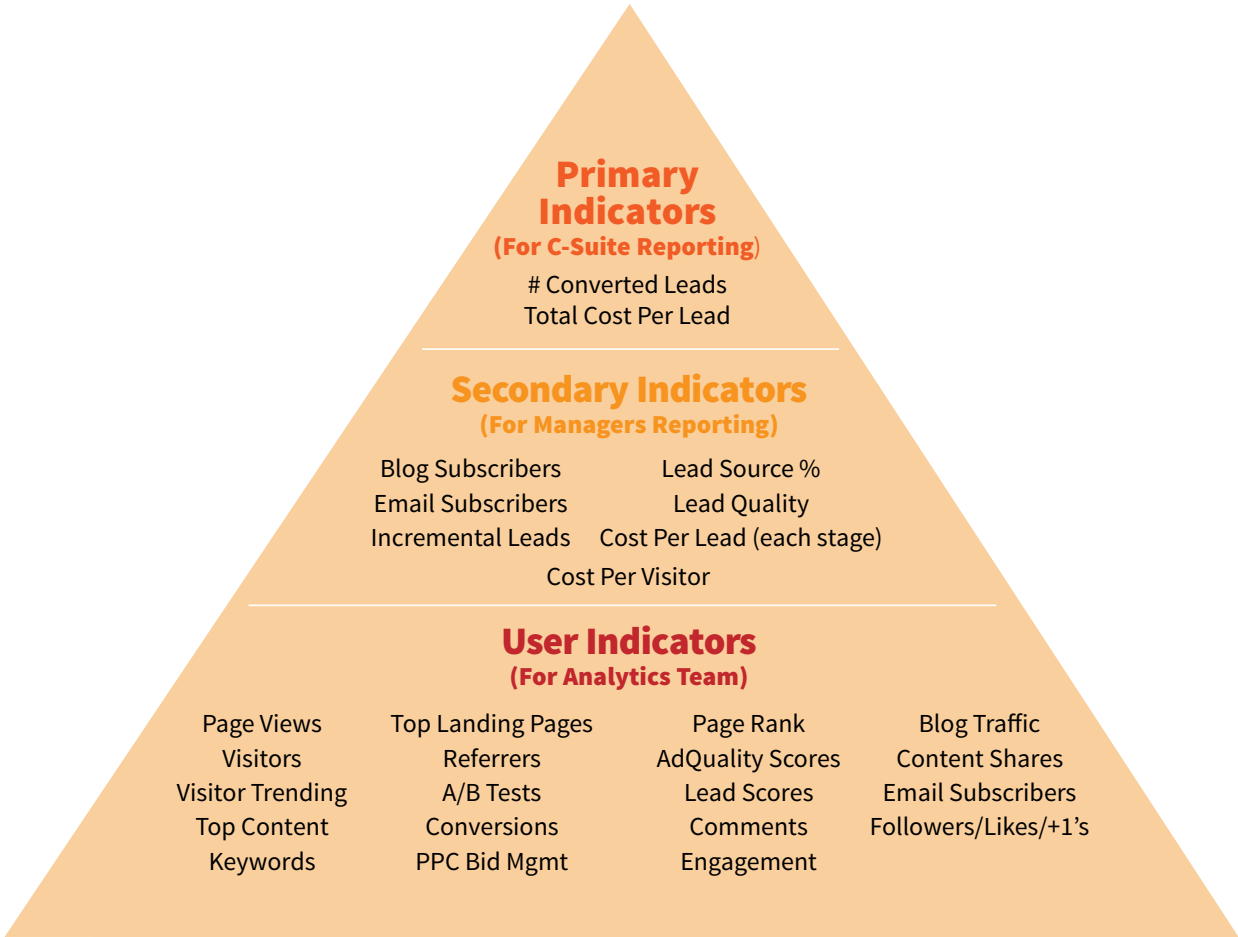 Primary
Indicators
(For C-Suite Reporting)
# Converted Leads
Total Cost Per Lead
Secondary Indicators
(For Managers Reporting)
Blog Subscribers
Email Subscribers
Incremental Leads
Lead Source %
Lead Quality
Cost Per Lead (each stage)
Cost Per Visitor
User Indicators
(For Analytics Team)
Page Views
Visitors
Visitor Trending
Top Content
Keywords
Top Landing Pages
Referrers
A/B Tests
Conversions
PPC Bid Mgmt
Page Rank
AdQuality Scores
Lead Scores
Comments
Engagement
Blog Traffic
Content Shares
Email Subscribers
Followers/Likes/+1’s